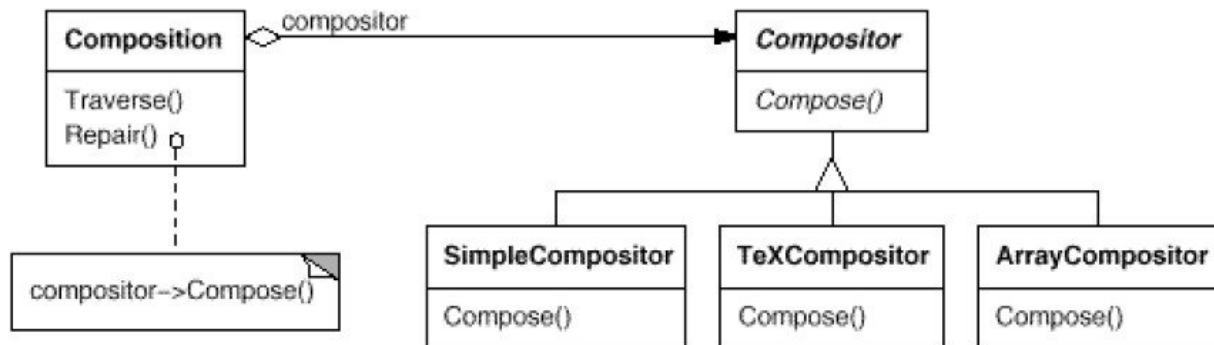 Composition
compositor
Compositor
Traverse()
Repair()
Compose()
compositor->Compose()
SimpleCompositor
TeXCompositor
ArrayCompositor
Compose()
Compose()
Compose()